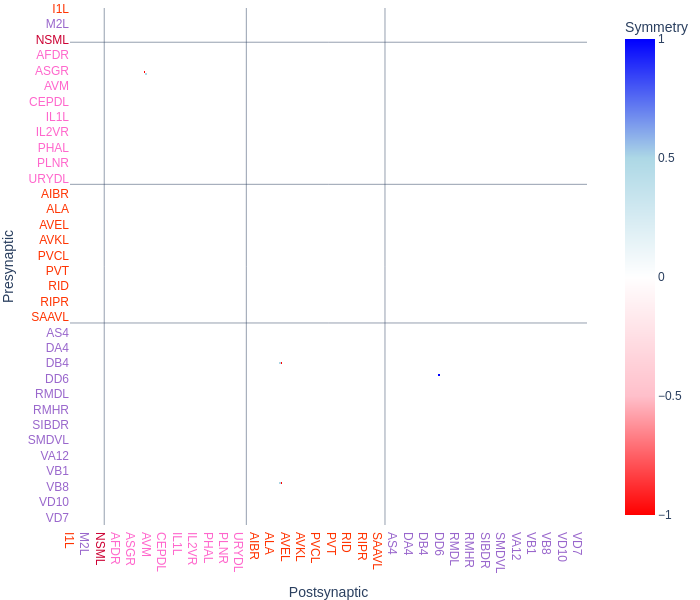 Symmetry
1
0.5
0
−0.5
−1
Presynaptic
I1L
M2L
NSML
AFDR
ASGR
AVM
CEPDL
IL1L
IL2VR
PHAL
PLNR
URYDL
AIBR
ALA
AVEL
AVKL
PVCL
PVT
RID
RIPR
SAAVL
AS4
DA4
DB4
DD6
RMDL
RMHR
SIBDR
SMDVL
VA12
VB1
VB8
VD10
VD7
I1L
M2L
NSML
AFDR
ASGR
AVM
CEPDL
IL1L
IL2VR
PHAL
PLNR
URYDL
AIBR
ALA
AVEL
AVKL
PVCL
PVT
RID
RIPR
SAAVL
AS4
DA4
DB4
DD6
RMDL
RMHR
SIBDR
SMDVL
VA12
VB1
VB8
VD10
VD7
Postsynaptic